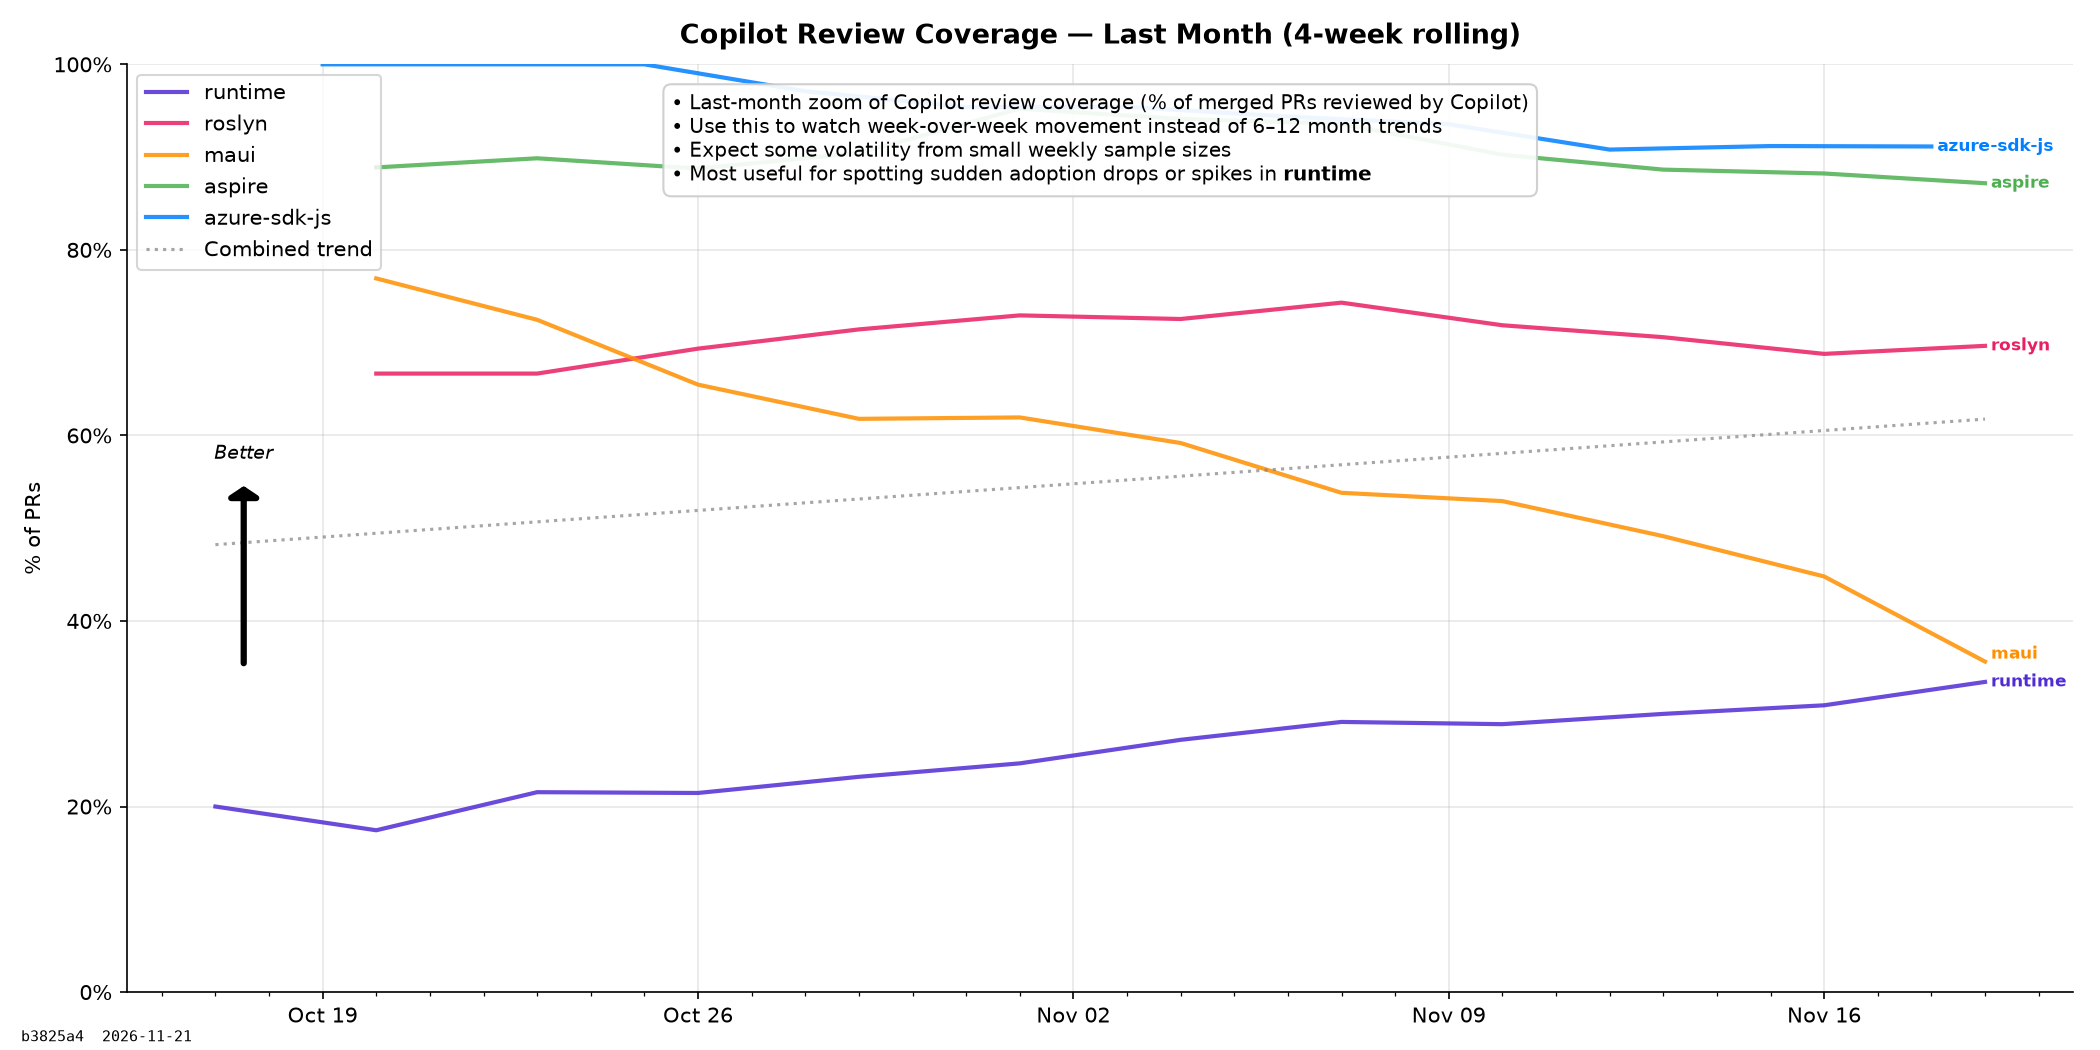 Copilot Review Coverage — Last Month (4-week rolling)
100%
80%
60%
40%
20%
0%
% of PRs
runtime
roslyn
maui
aspire
azure-sdk-js
Combined trend
• Last-month zoom of Copilot review coverage (% of merged PRs reviewed by Copilot)
• Use this to watch week-over-week movement instead of 6–12 month trends
• Expect some volatility from small weekly sample sizes
• Most useful for spotting sudden adoption drops or spikes in runtime
Better
azure-sdk-js
aspire
roslyn
maui
runtime
Oct 19
Oct 26
Nov 02
Nov 09
Nov 16
b3825a4  2026-11-21